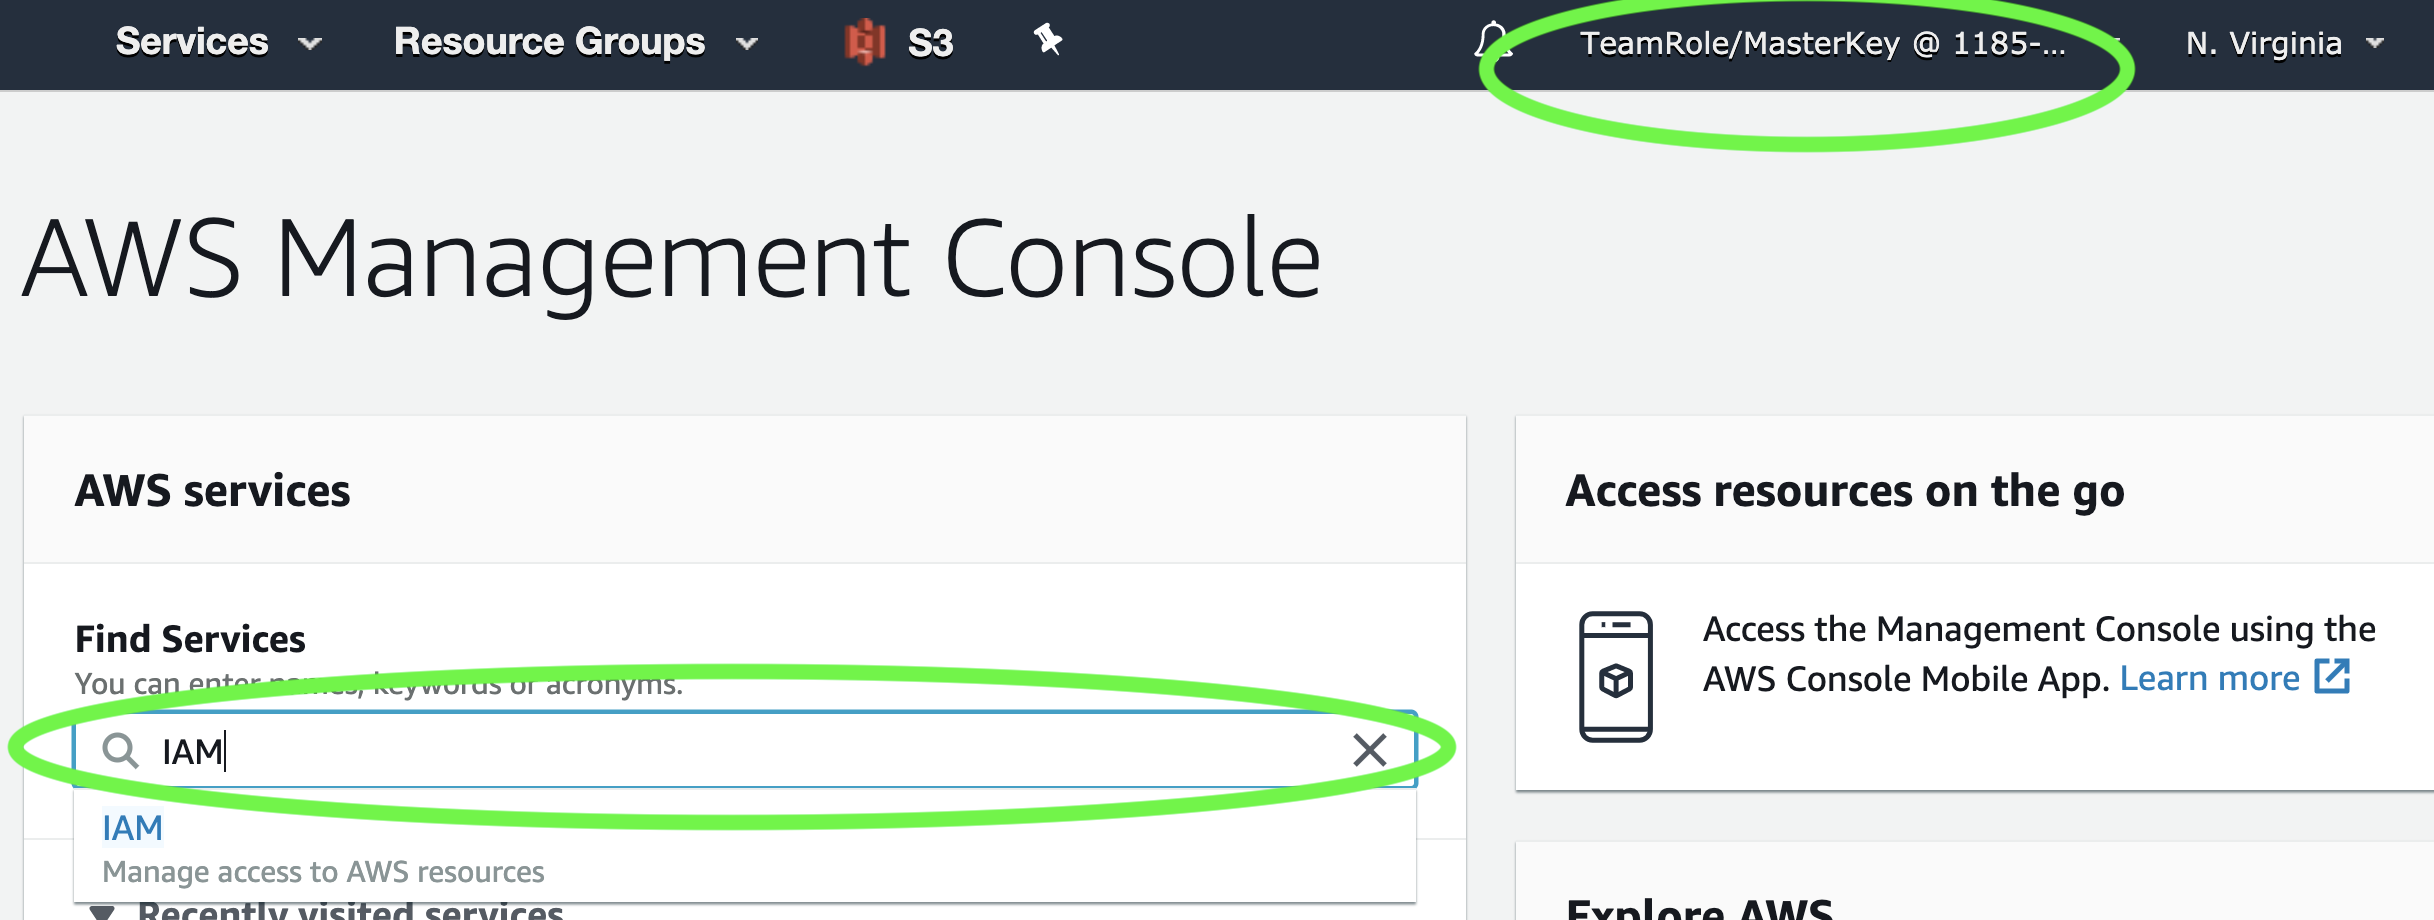 Services Resource Groups S3 TeamRole/MasterKey @ 1185-... N. Virginia
AWS Management Console
AWS services
Find Services
You can enter names, keywords or acronyms.
IAM
IAM
Manage access to AWS resources
Recently visited services
Access resources on the go
Access the Management Console using the
AWS Console Mobile App. Learn more
Explore AWS